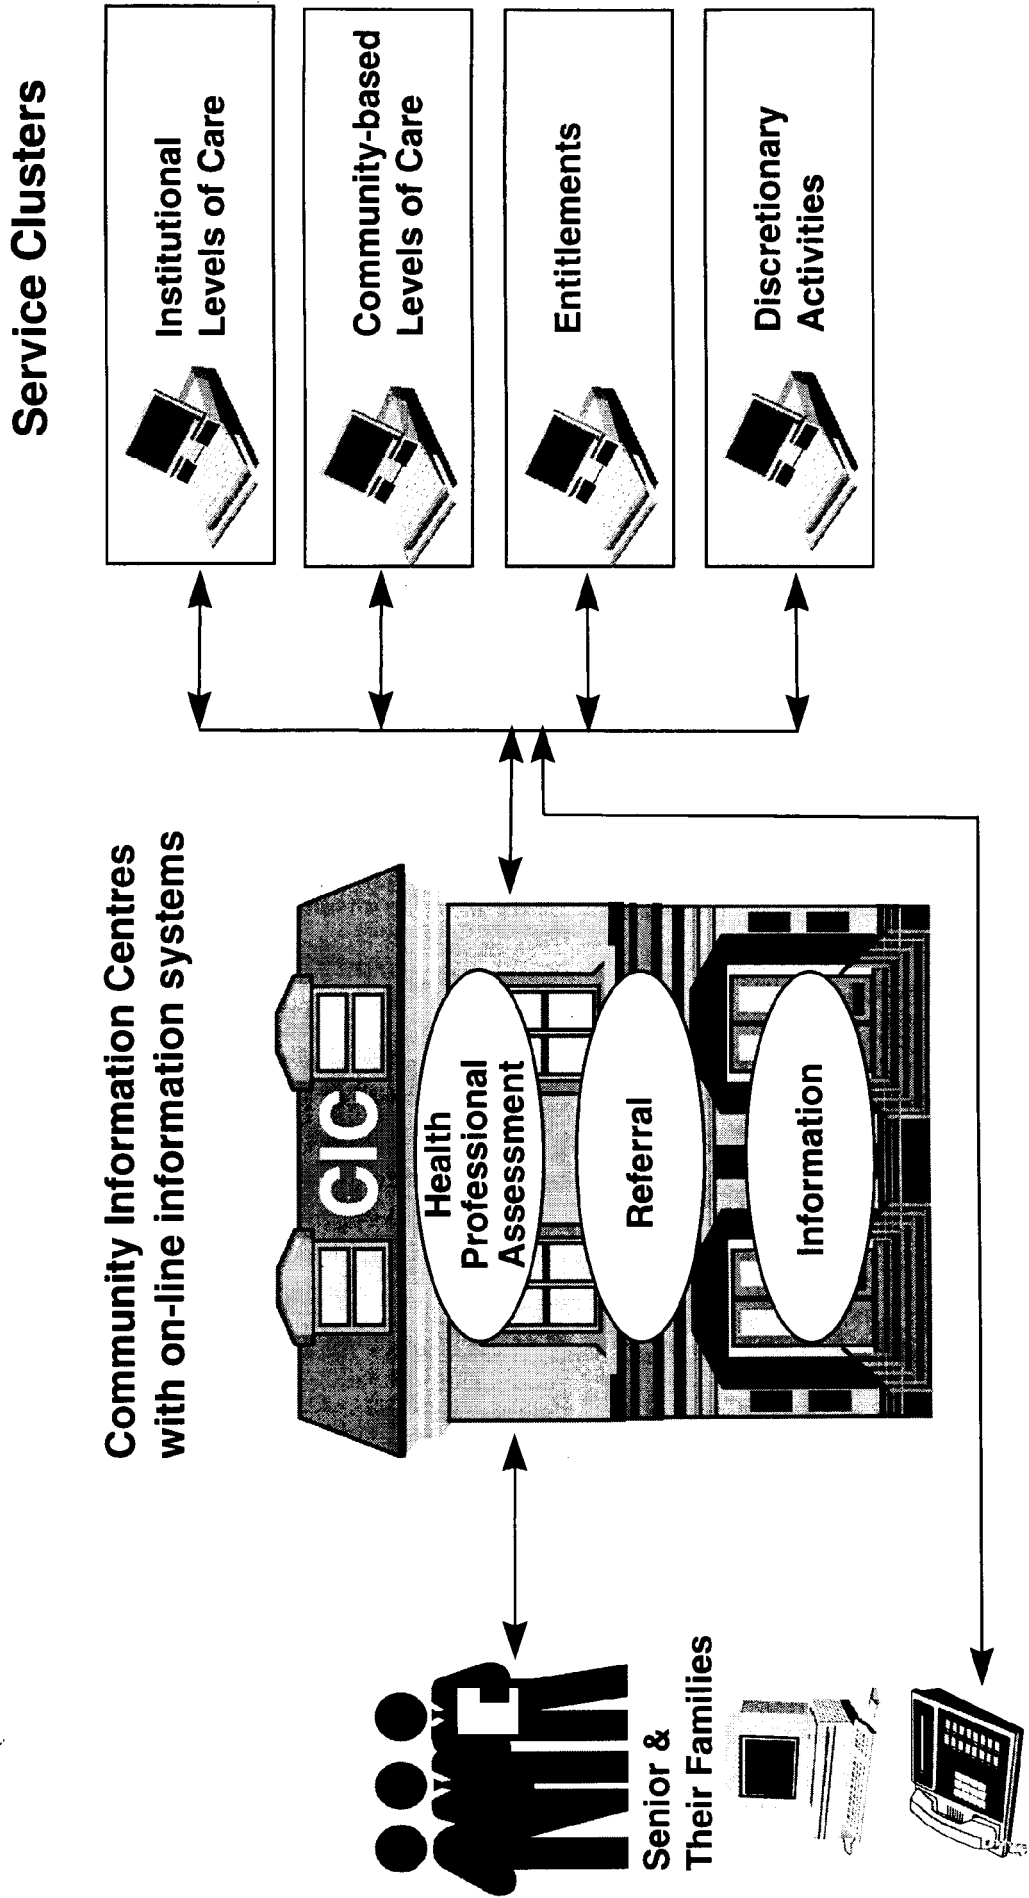 Service Clusters
Community Information Centres
with on-line information systems
CIC
Health
Professional
Assessment
Referral
Information
Senior &
Their Families
Institutional
Levels of Care
Community-based
Levels of Care
Entitlements
Discretionary
Activities